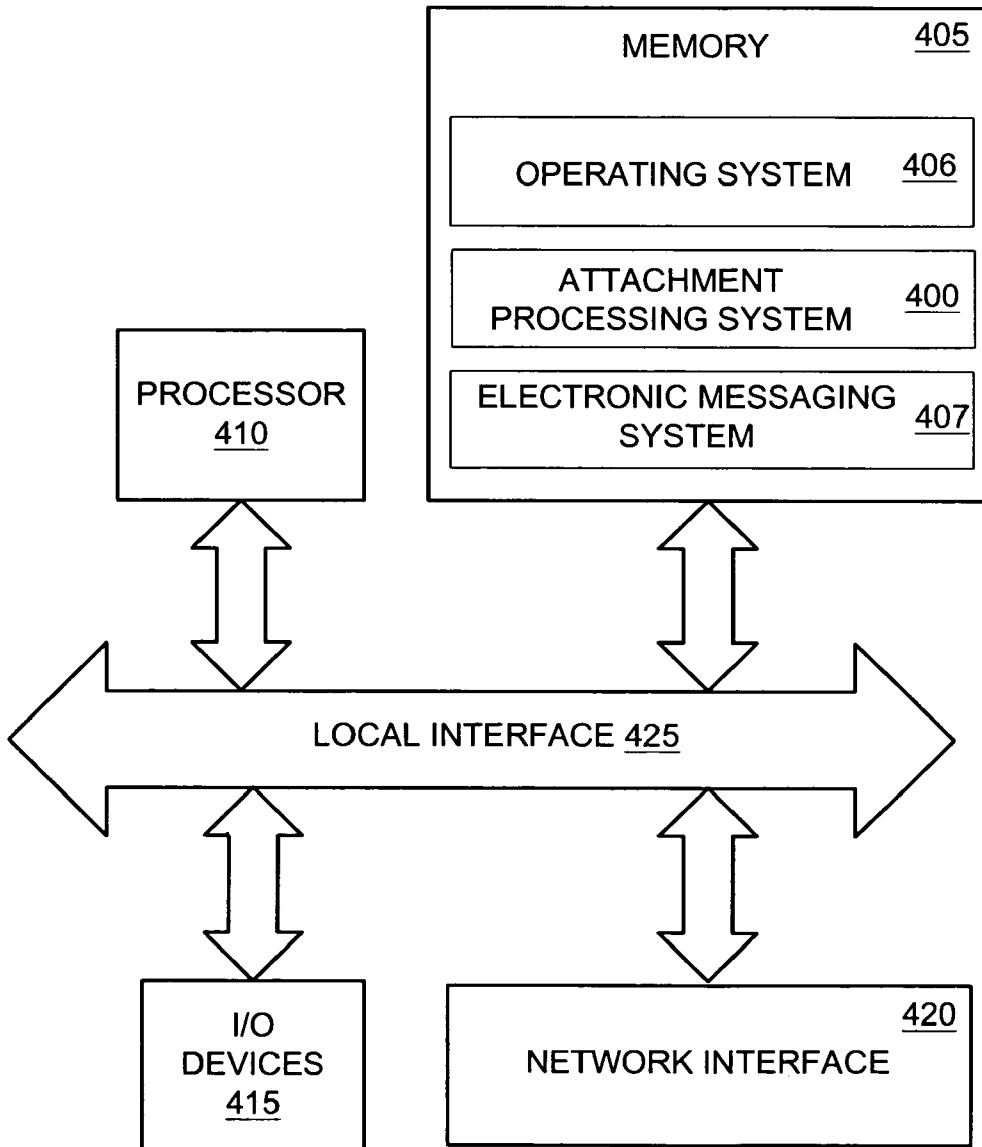 MEMORY 405
OPERATING SYSTEM 406
ATTACHMENT
PROCESSING SYSTEM 400
ELECTRONIC MESSAGING
SYSTEM 407
PROCESSOR
410
LOCAL INTERFACE 425
I/O
DEVICES
415
420
NETWORK INTERFACE